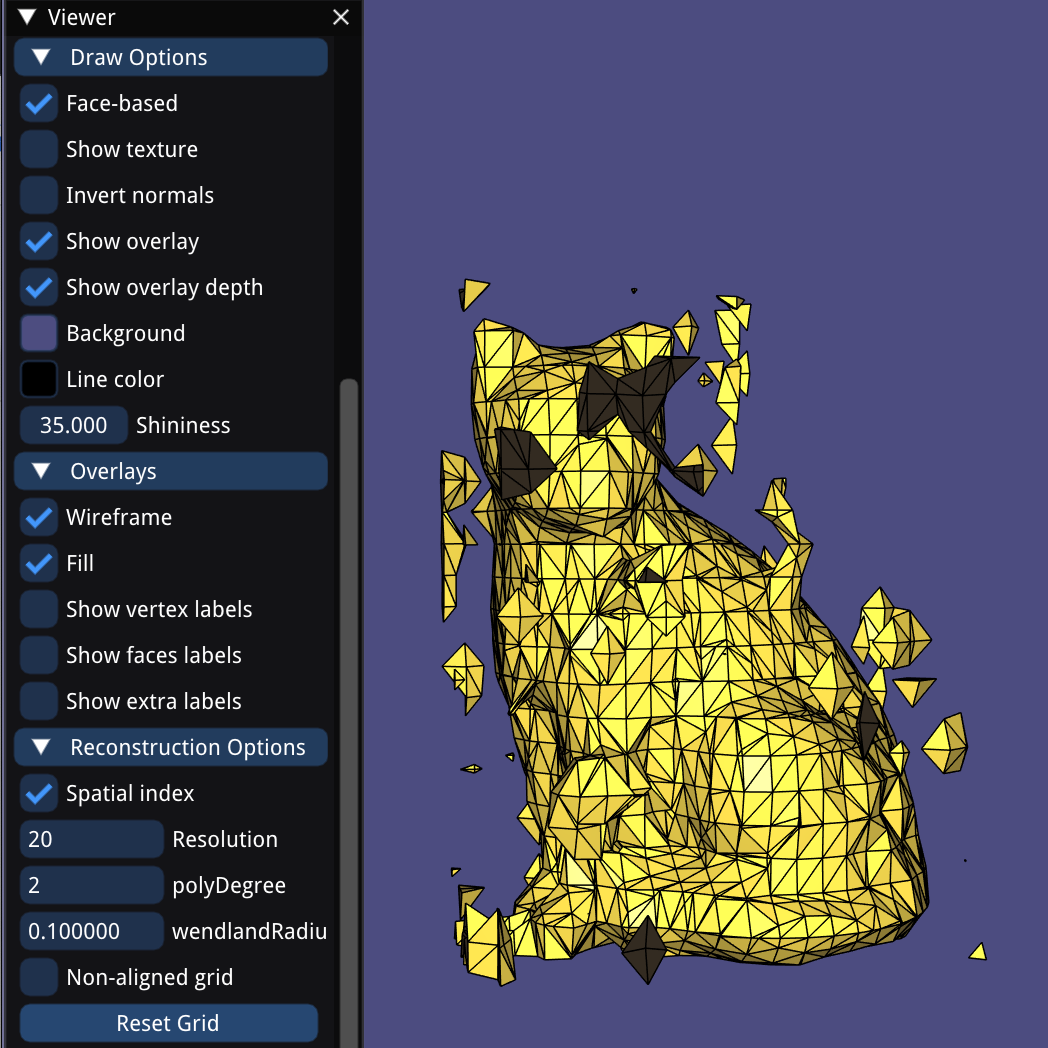 Viewer
Draw Options
Face-based
Show texture
Invert normals
Show overlay
Show overlay depth
Background
Line color
35.000 Shininess
Overlays
Wireframe
Fill
Show vertex labels
Show faces labels
Show extra labels
Reconstruction Options
Spatial index
20 Resolution
2 polyDegree
0.100000 wendlandRadiu
Non-aligned grid
Reset Grid